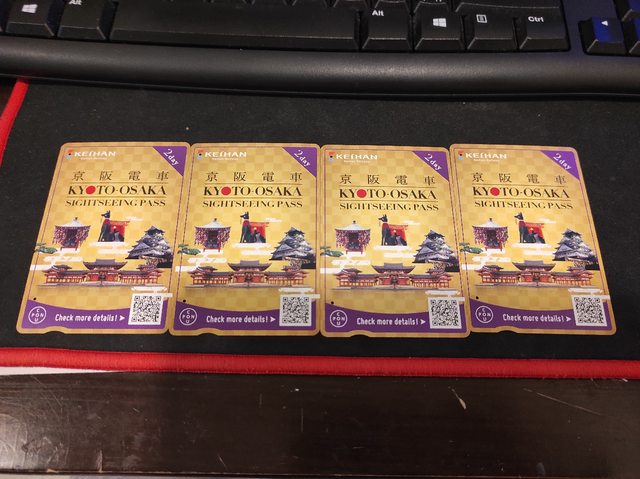 Alt
Alt
Ctrl
KEIHAN
2day
京阪電車
KYOTO-OSAKA
SIGHTSEEING PASS
Check more details!
KEIHAN
2day
京阪電車
KYOTO-OSAKA
SIGHTSEEING PASS
Check more details!
KEIHAN
2day
京阪電車
KYOTO-OSAKA
SIGHTSEEING PASS
Check more details!
KEIHAN
2day
京阪電車
KYOTO-OSAKA
SIGHTSEEING PASS
Check more details!